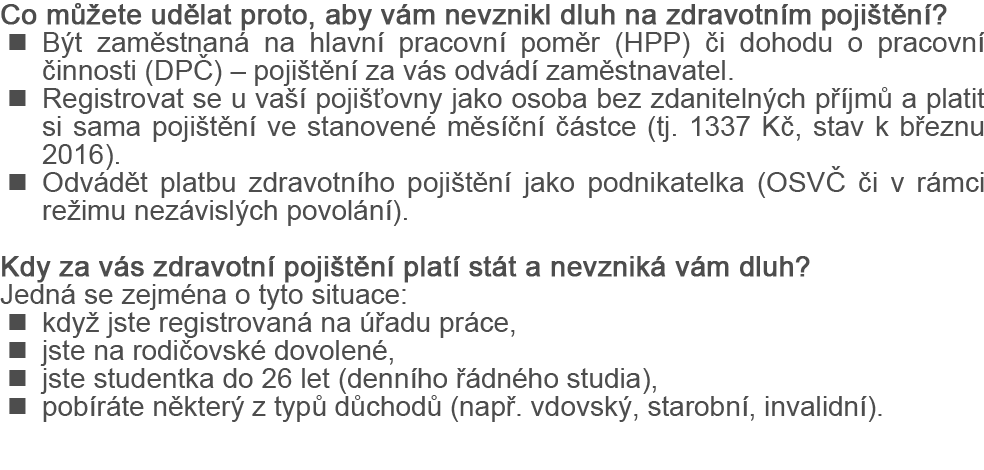 Co můžete udělat proto, aby vám nevznikl dluh na zdravotním pojištění?
■ Být zaměstnaná na hlavní pracovní poměr (HPP) či dohodu o pracovní
činnosti (DPČ) – pojištění za vás odvádí zaměstnavatel.
■ Registrovat se u vaší pojišťovny jako osoba bez zdanitelných příjmů a platit
si sama pojištění ve stanovené měsíční částce (tj. 1337 Kč, stav k březnu
2016).
■ Odvádět platbu zdravotního pojištění jako podnikatelka (OSVČ či v rámci
režimu nezávislých povolání).
Kdy za vás zdravotní pojištění platí stát a nevzniká vám dluh?
Jedná se zejména o tyto situace:
■ když jste registrovaná na úřadu práce,
■ jste na rodičovské dovolené,
■ jste studentka do 26 let (denního řádného studia),
■ pobíráte některý z typů důchodů (např. vdovský, starobní, invalidní).